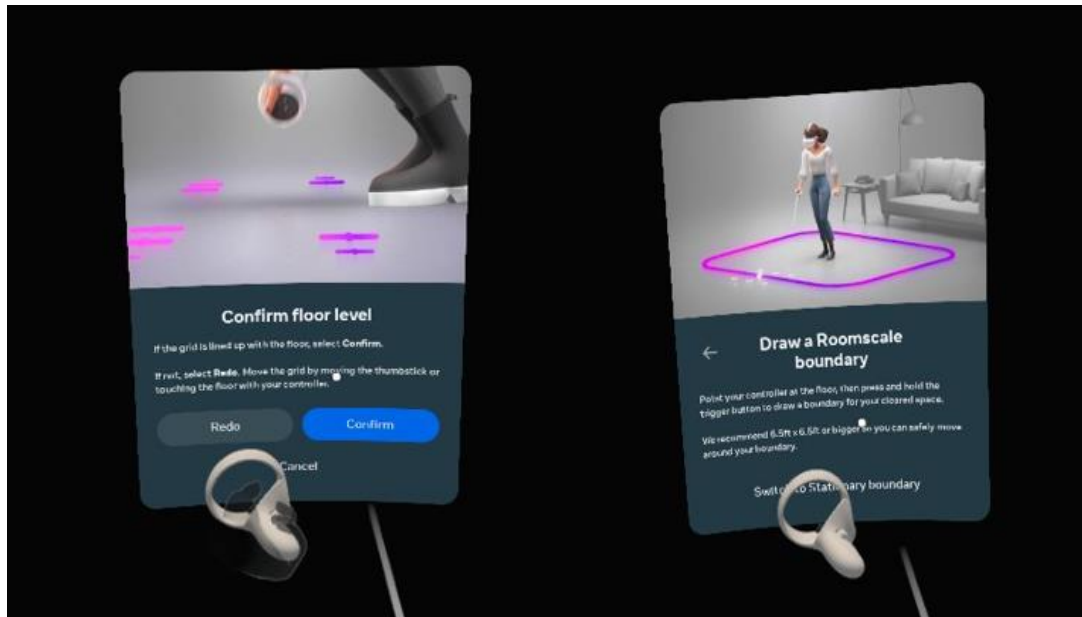 Confirm floor level
If the grid is lined up with the floor, select Confirm.
If not, select Redo. Move the grid by moving the thumbstick or
touching the floor with your controller.
Redo
Confirm
Cancel
Draw a Roomscale
boundary
Point your controller at the floor, then press and hold the
trigger button to draw a boundary for your cleared space.
We recommend 6.5ft x 6.5ft or bigger so you can safely move
around your boundary.
Switch to Stationary boundary